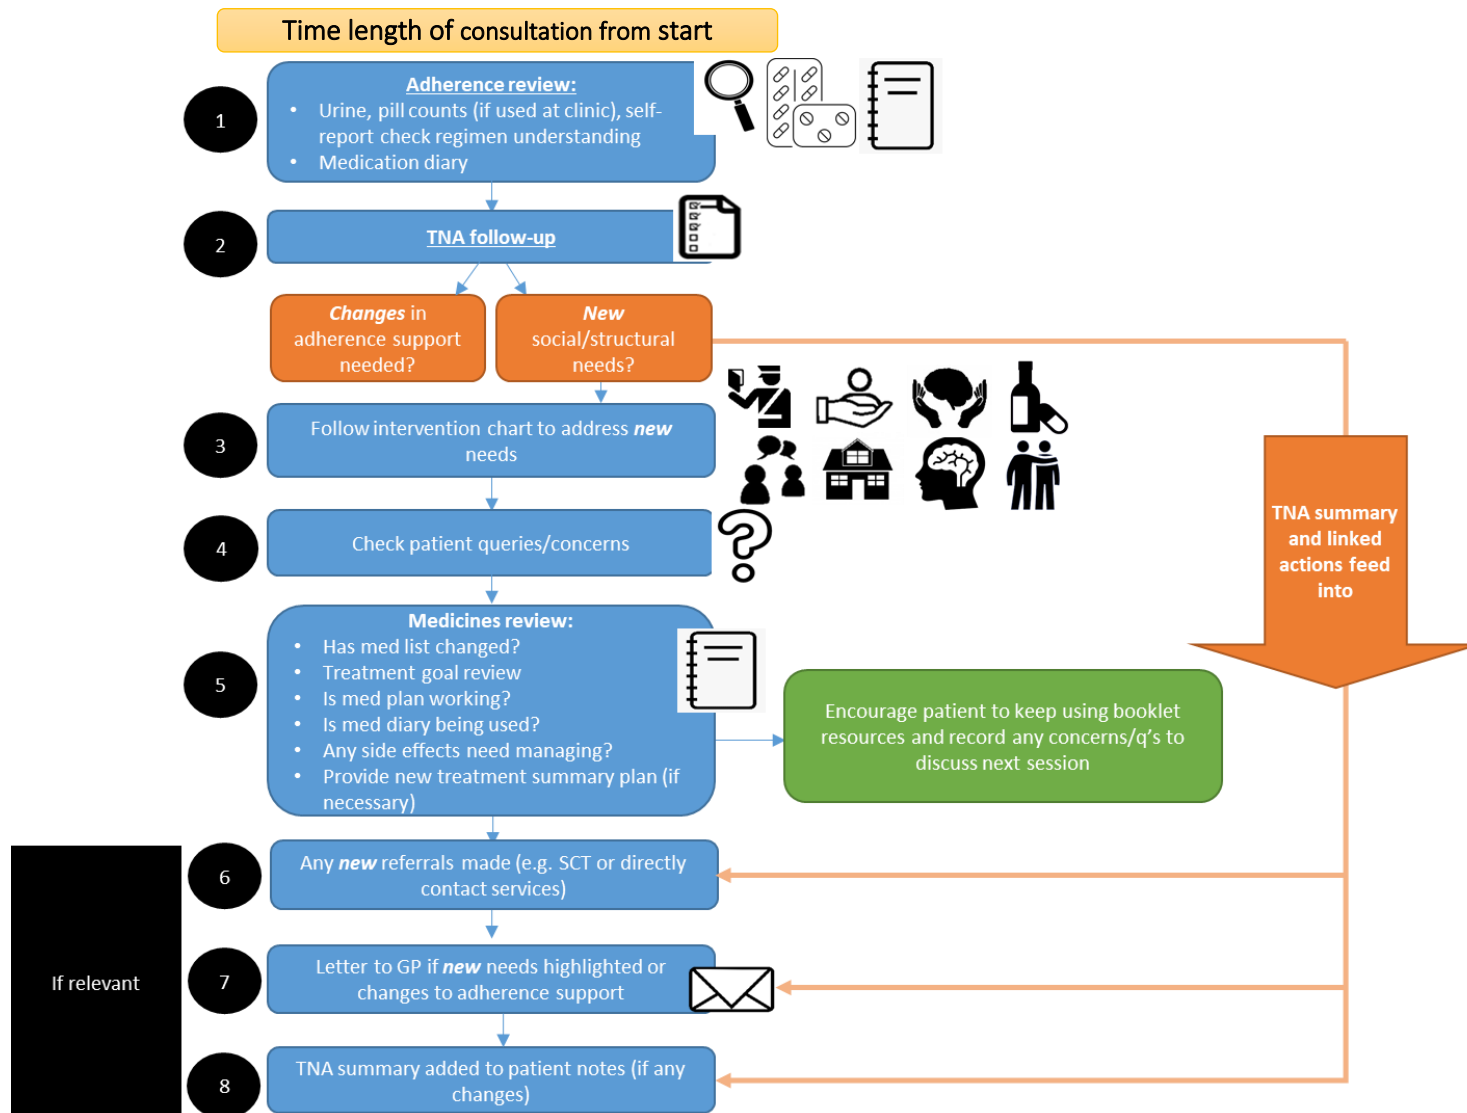 Time length of consultation from start
1
Adherence review:
• Urine, pill counts (if used at clinic), self-
report check regimen understanding
• Medication diary
2
TNA follow-up
Changes in
adherence support
needed?
New
social/structural
needs?
3
Follow intervention chart to address new
needs
4
Check patient queries/concerns
TNA summary
and linked
actions feed
into
5
Medicines review:
• Has med list changed?
• Treatment goal review
• Is med plan working?
• Is med diary being used?
• Any side effects need managing?
• Provide new treatment summary plan (if
necessary)
Encourage patient to keep using booklet
resources and record any concerns/q's to
discuss next session
If relevant
6
Any new referrals made (e.g. SCT or directly
contact services)
7
Letter to GP if new needs highlighted or
changes to adherence support
8
TNA summary added to patient notes (if any
changes)